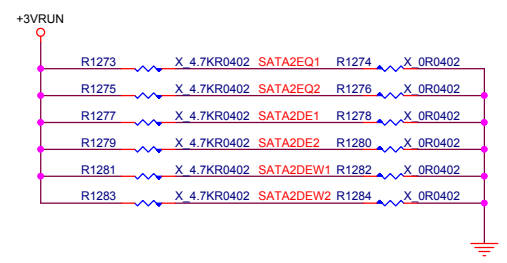 +3VRUN
R1273 X_4.7KR0402 SATA2EQ1 R1274 X_0R0402
R1275 X_4.7KR0402 SATA2EQ2 R1276 X_0R0402
R1277 X_4.7KR0402 SATA2DE1 R1278 X_0R0402
R1279 X_4.7KR0402 SATA2DE2 R1280 X_0R0402
R1281 X_4.7KR0402 SATA2DEW1 R1282 X_0R0402
R1283 X_4.7KR0402 SATA2DEW2 R1284 X_0R0402